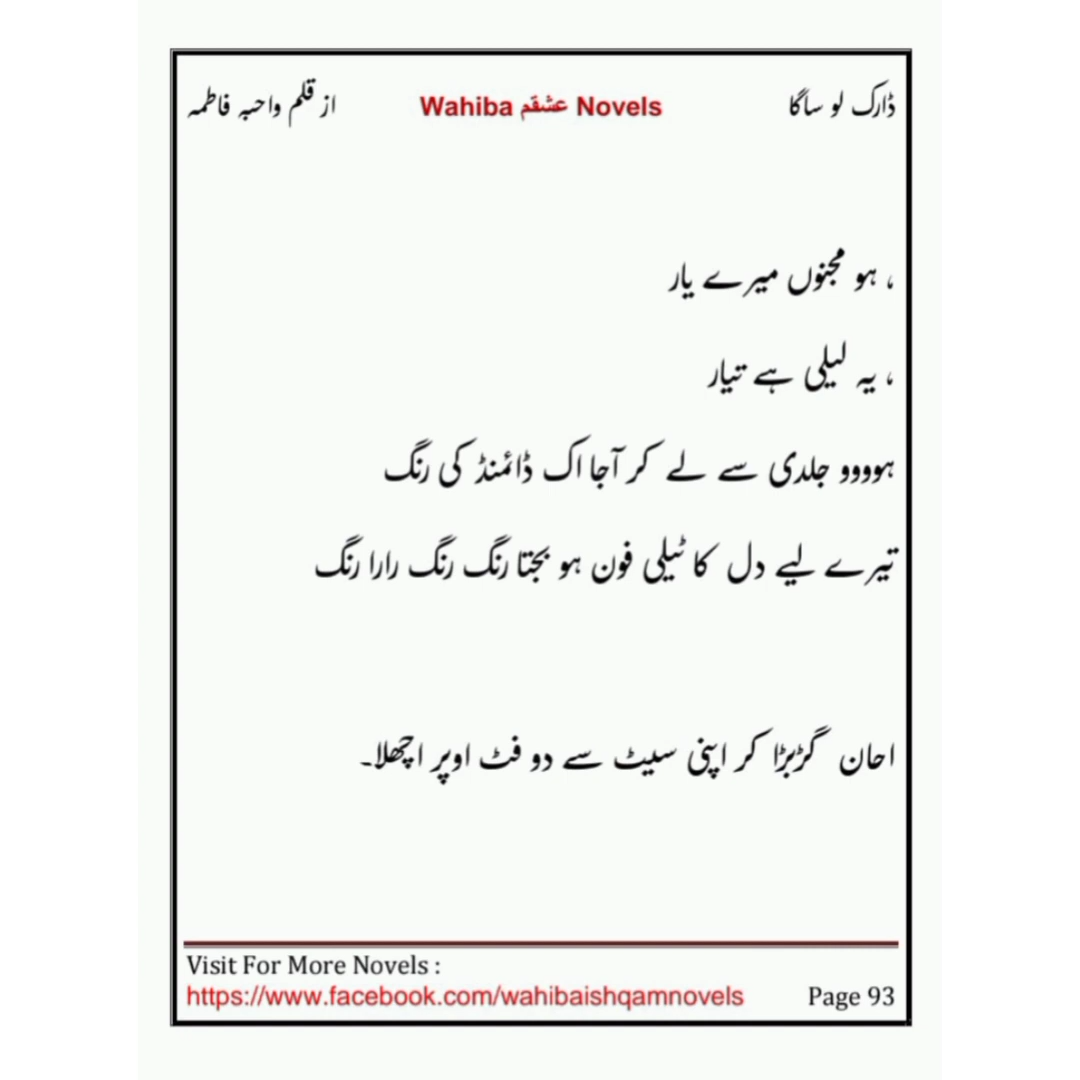 ڈارک لو ساگا Wahiba عشقم Novels از قلم واحبہ فاطمہ
، ہو مجنوں میرے یار
، یہ لیلی ہے تیار
ہوووو جلدی سے لے کر آجا اک ڈائمنڈ کی رنگ
تیرے لیے دل کا ٹیلی فون ہو بجتا رنگ رنگ رارا رنگ
احان گڑبڑا کر اپنی سیٹ سے دو فٹ اوپر اچھلا۔
Visit For More Novels :
https://www.facebook.com/wahibaishqamnovels Page 93